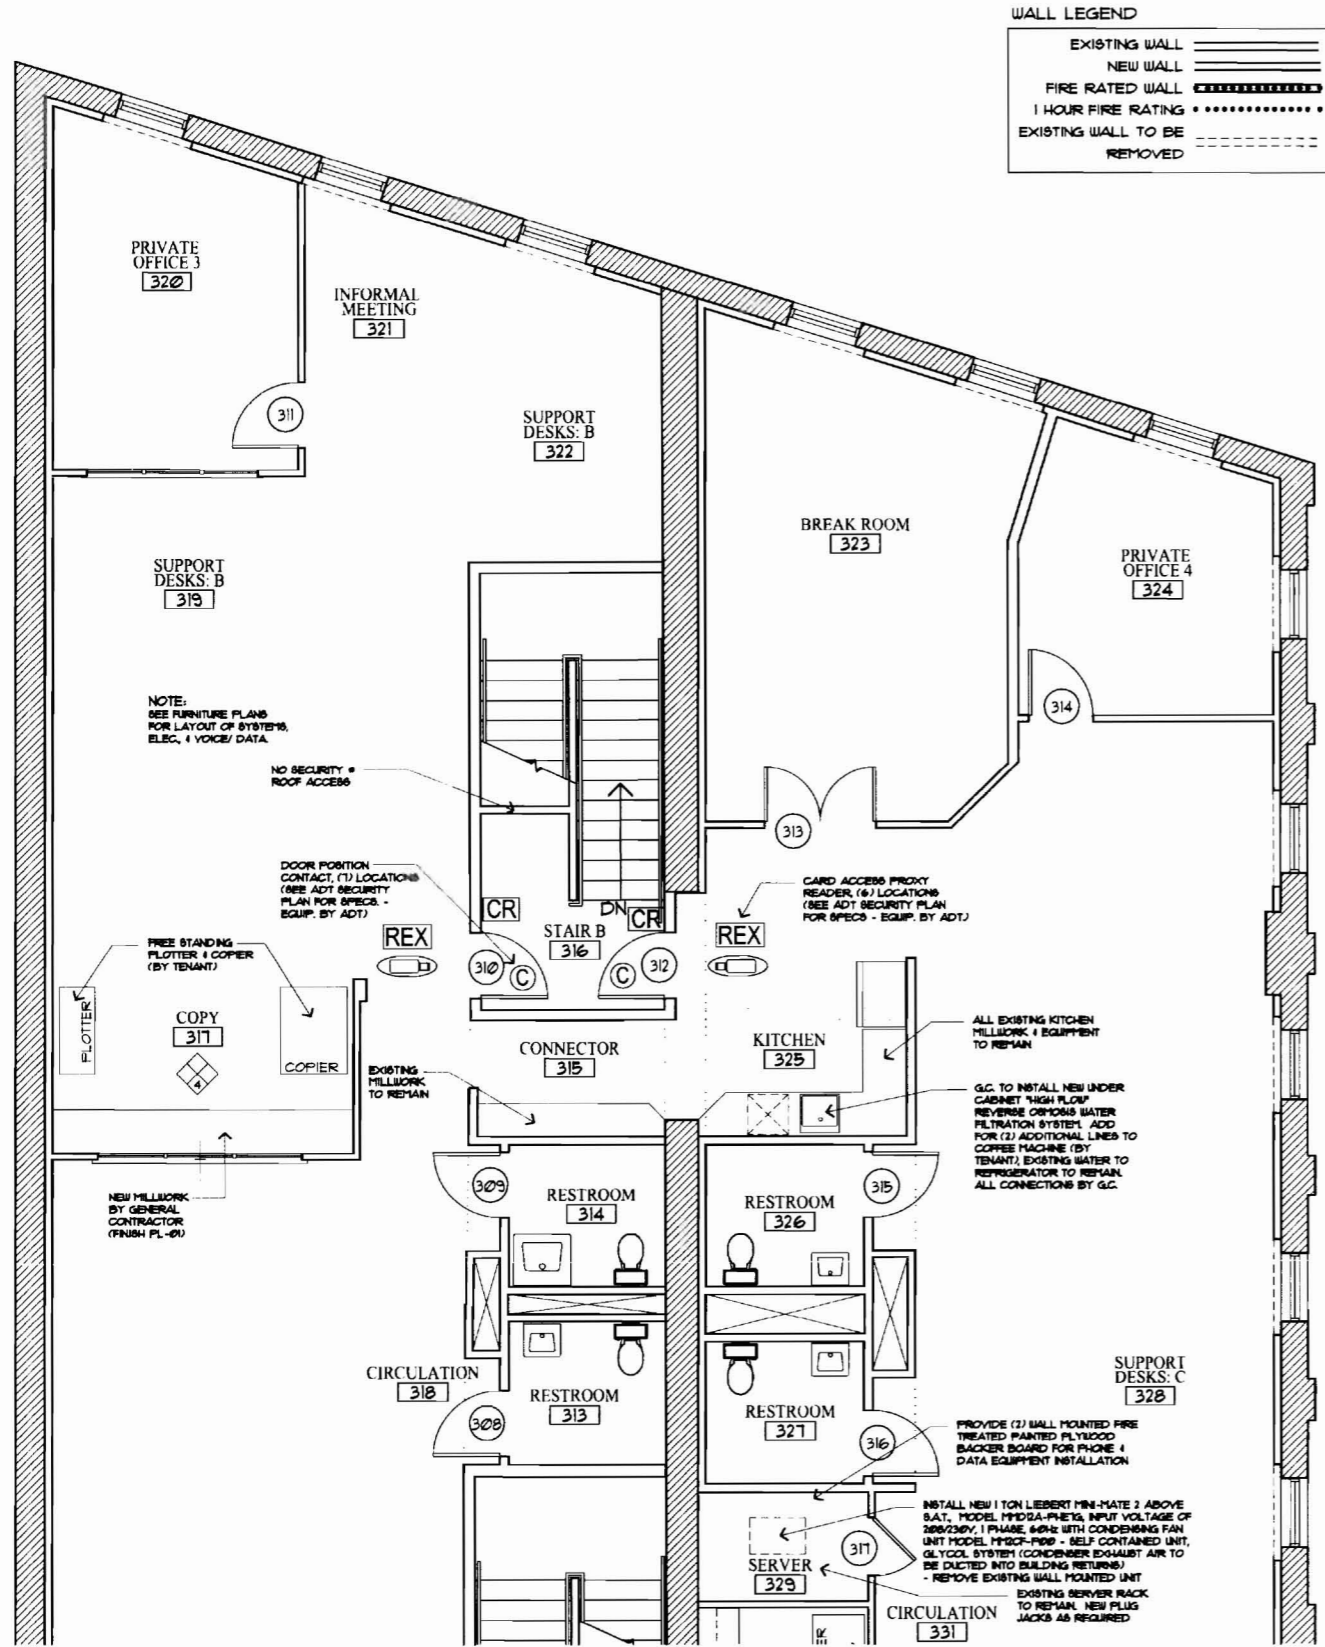 WALL LEGEND
EXISTING WALL
NEW WALL
FIRE RATED WALL
1 HOUR FIRE RATING
EXISTING WALL TO BE
REMOVED
PRIVATE
OFFICE 3
320
INFORMAL
MEETING
321
311
SUPPORT
DESKS: B
322
BREAK ROOM
323
PRIVATE
OFFICE 4
324
SUPPORT
DESKS: B
319
NOTE:
SEE FURNITURE PLANS
FOR LAYOUT OF SYSTEMS,
ELEC., & VOICE/ DATA
314
NO SECURITY @
ROOF ACCESS
313
DOOR POSITION
CONTACT, (7) LOCATIONS
(SEE ADT SECURITY
PLAN FOR SPECS. -
EQUIP. BY ADT)
CARD ACCESS PROXY
READER, (6) LOCATIONS
(SEE ADT SECURITY PLAN
FOR SPECS - EQUIP. BY ADT)
CR
DN
CR
REX
STAIR B
316
REX
310
C
C
312
FREE STANDING
PLOTTER & COPIER
(BY TENANT)
PLOTTER
COPY
317
4
COPIER
CONNECTOR
315
KITCHEN
325
ALL EXISTING KITCHEN
MILLWORK & EQUIPMENT
TO REMAIN
EXISTING
MILLWORK
TO REMAIN
G.C. TO INSTALL NEW UNDER
CABINET "HIGH FLOW"
REVERSE OSMOSIS WATER
FILTRATION SYSTEM. ADD
FOR (2) ADDITIONAL LINES TO
COFFEE MACHINE (BY
TENANT), EXISTING WATER TO
REFRIGERATOR TO REMAIN.
ALL CONNECTIONS BY G.C.
NEW MILLWORK
BY GENERAL
CONTRACTOR
(FINISH PL-01)
309
RESTROOM
314
RESTROOM
326
315
CIRCULATION
318
308
RESTROOM
313
RESTROOM
327
316
SUPPORT
DESKS: C
328
PROVIDE (2) WALL MOUNTED FIRE
TREATED PAINTED PLYWOOD
BACKER BOARD FOR PHONE &
DATA EQUIPMENT INSTALLATION
INSTALL NEW 1 TON LIEBERT MINI-MATE 2 ABOVE
S.A.T., MODEL INPUT VOLTAGE OF
208/230V, 1 PHASE, 60Hz WITH CONDENSING FAN
UNIT MODEL - SELF CONTAINED UNIT,
GLYCOL SYSTEM (CONDENSER EXHAUST AIR TO
BE DUCTED INTO BUILDING RETURNS)
- REMOVE EXISTING WALL MOUNTED UNIT
317
SERVER
329
EXISTING SERVER RACK
TO REMAIN. NEW PLUG
JACKS AS REQUIRED
CIRCULATION
331